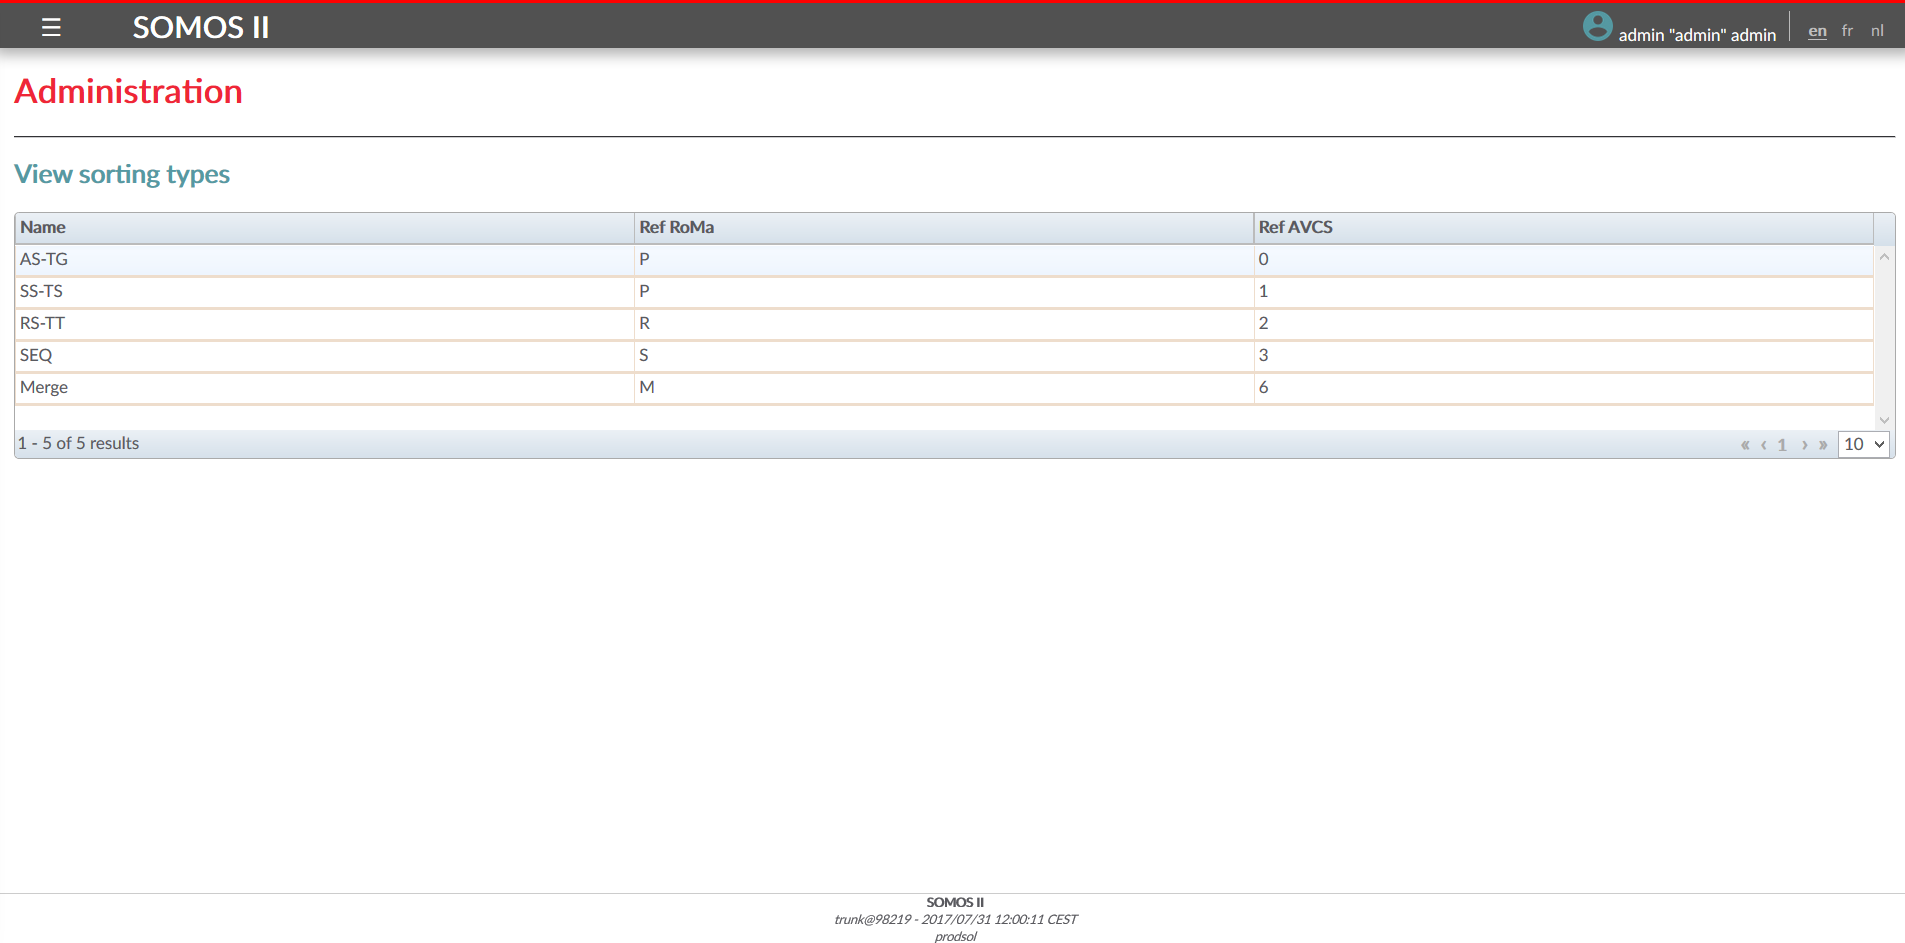 ☰ SOMOS II admin "admin" admin en fr nl
Administration
View sorting types
Name Ref RoMa Ref AVCS
AS-TG P 0
SS-TS P 1
RS-TT R 2
SEQ S 3
Merge M 6
1 - 5 of 5 results « ‹ 1 › » 10
SOMOS II
trunk@98219 - 2017/07/31 12:00:11 CEST
prodsol